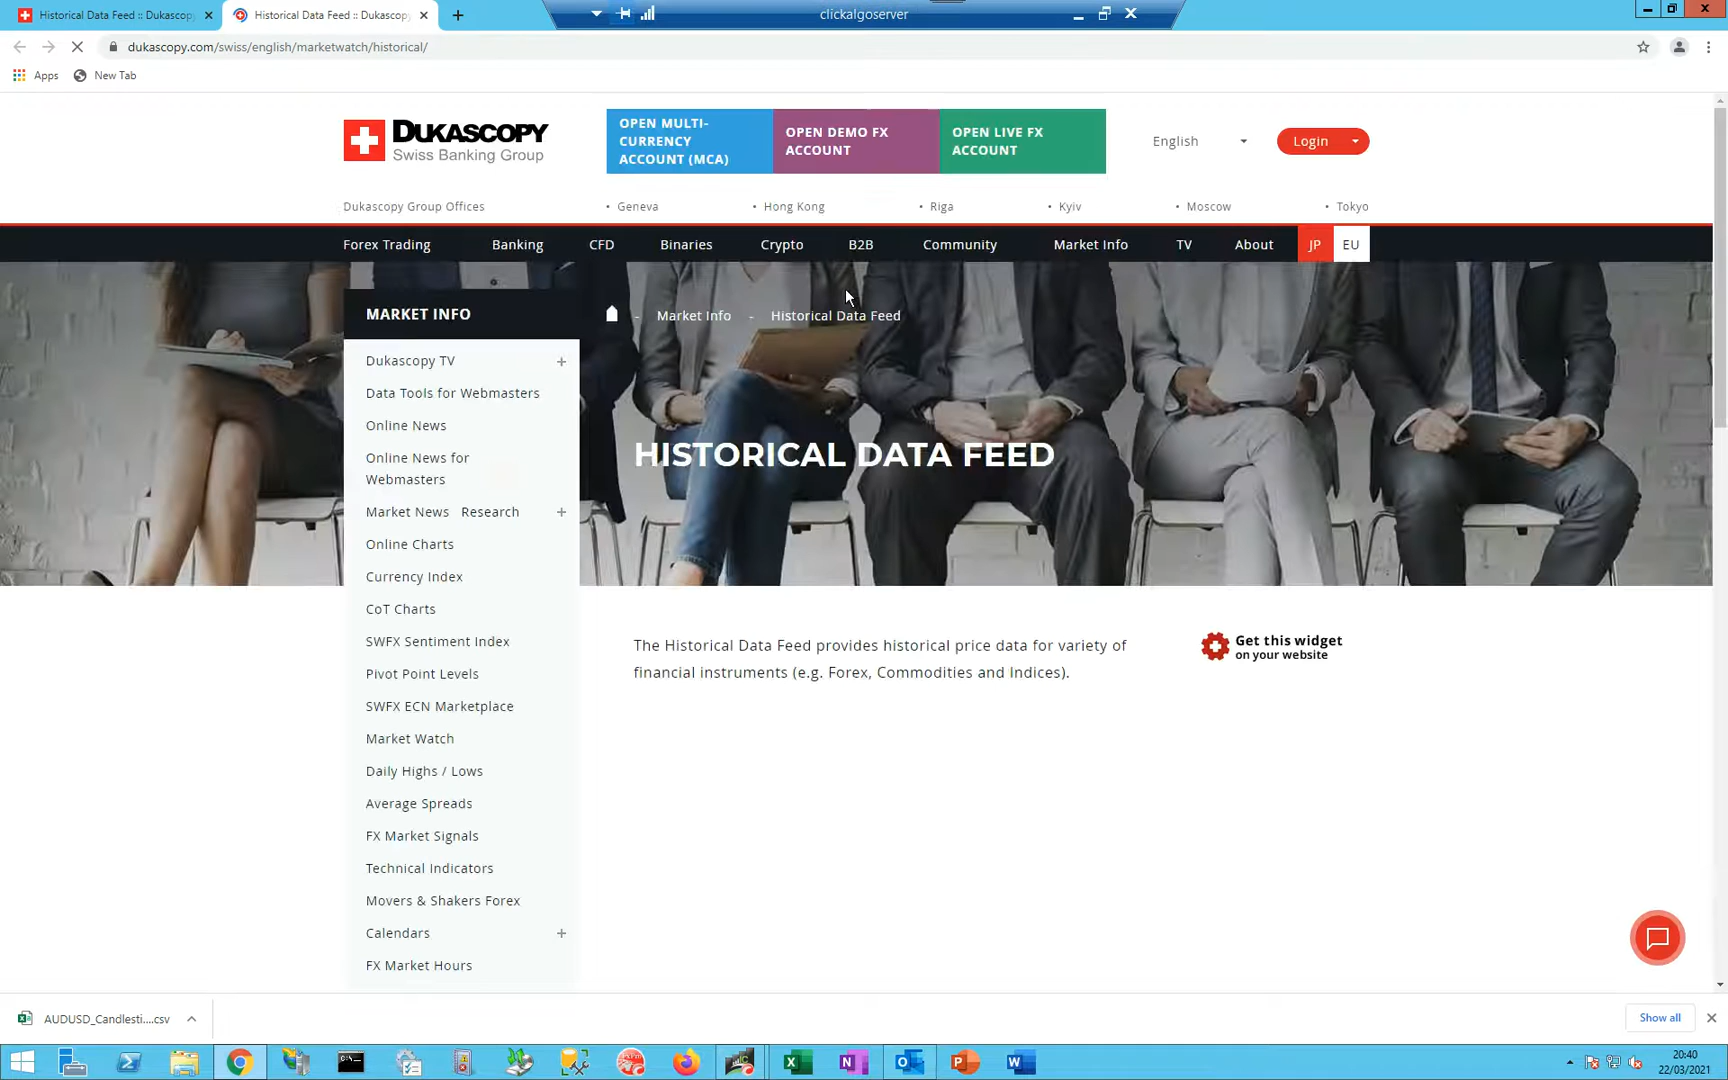 Historical Data Feed :: Dukascopy
Historical Data Feed :: Dukascopy
clickalgoserver
dukascopy.com/swiss/english/marketwatch/historical/
Apps
New Tab
DUKASCOPY
Swiss Banking Group
OPEN MULTI-
CURRENCY
ACCOUNT (MCA)
OPEN DEMO FX
ACCOUNT
OPEN LIVE FX
ACCOUNT
English
Login
Dukascopy Group Offices
• Geneva
• Hong Kong
• Riga
• Kyiv
• Moscow
• Tokyo
Forex Trading
Banking
CFD
Binaries
Crypto
B2B
Community
Market Info
TV
About
JP
EU
MARKET INFO
- Market Info - Historical Data Feed
Dukascopy TV +
Data Tools for Webmasters
Online News
Online News for
Webmasters
Market News Research +
Online Charts
Currency Index
CoT Charts
SWFX Sentiment Index
Pivot Point Levels
SWFX ECN Marketplace
Market Watch
Daily Highs / Lows
Average Spreads
FX Market Signals
Technical Indicators
Movers & Shakers Forex
Calendars +
FX Market Hours
HISTORICAL DATA FEED
The Historical Data Feed provides historical price data for variety of
financial instruments (e.g. Forex, Commodities and Indices).
Get this widget
on your website
AUDUSD_Candlesti....csv
Show all
20:40
22/03/2021